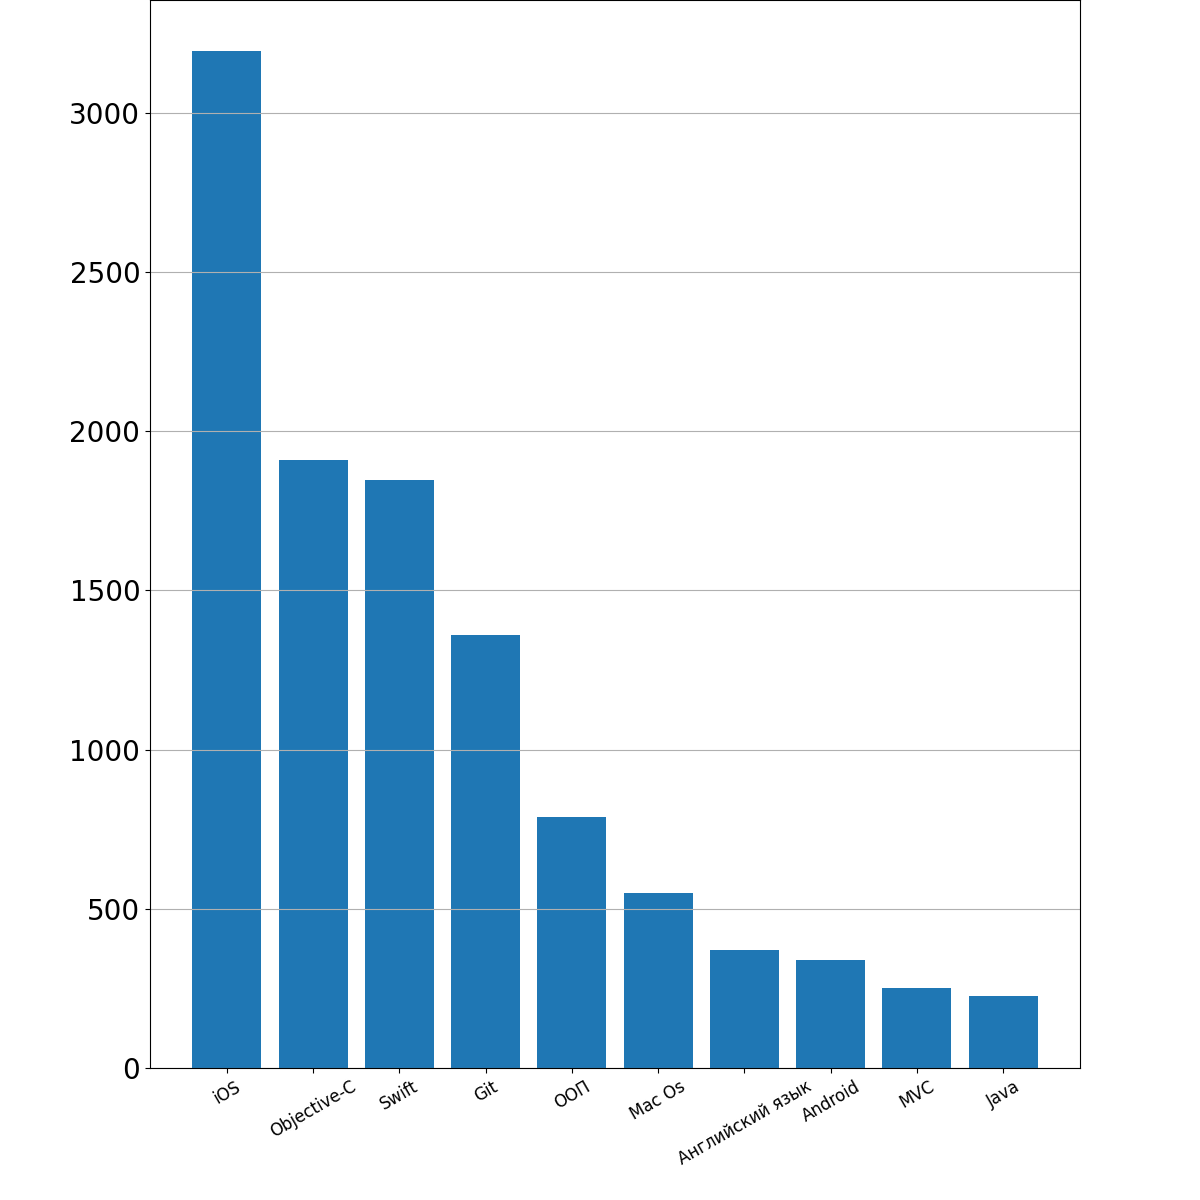 3000
2500
2000
1500
1000
500
0
iOS
Objective-C
Swift
Git
ООП
Mac Os
Английский язык
Android
MVC
Java